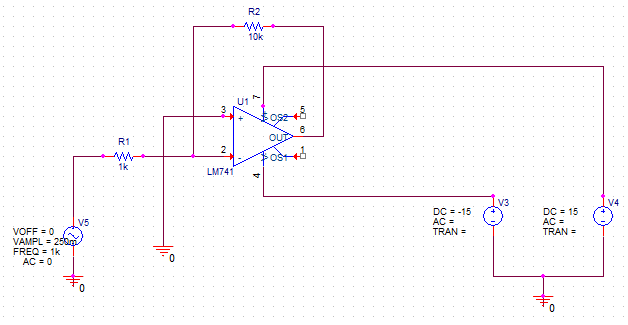 R2
10k
7
U1
3
+
OS2
5
OUT
6
2
-
OS1
1
LM741
4
R1
1k
V5
VOFF = 0
VAMPL = 250m
FREQ = 1k
AC = 0
0
0
V3
DC = -15
AC =
TRAN =
V4
DC = 15
AC =
TRAN =
0